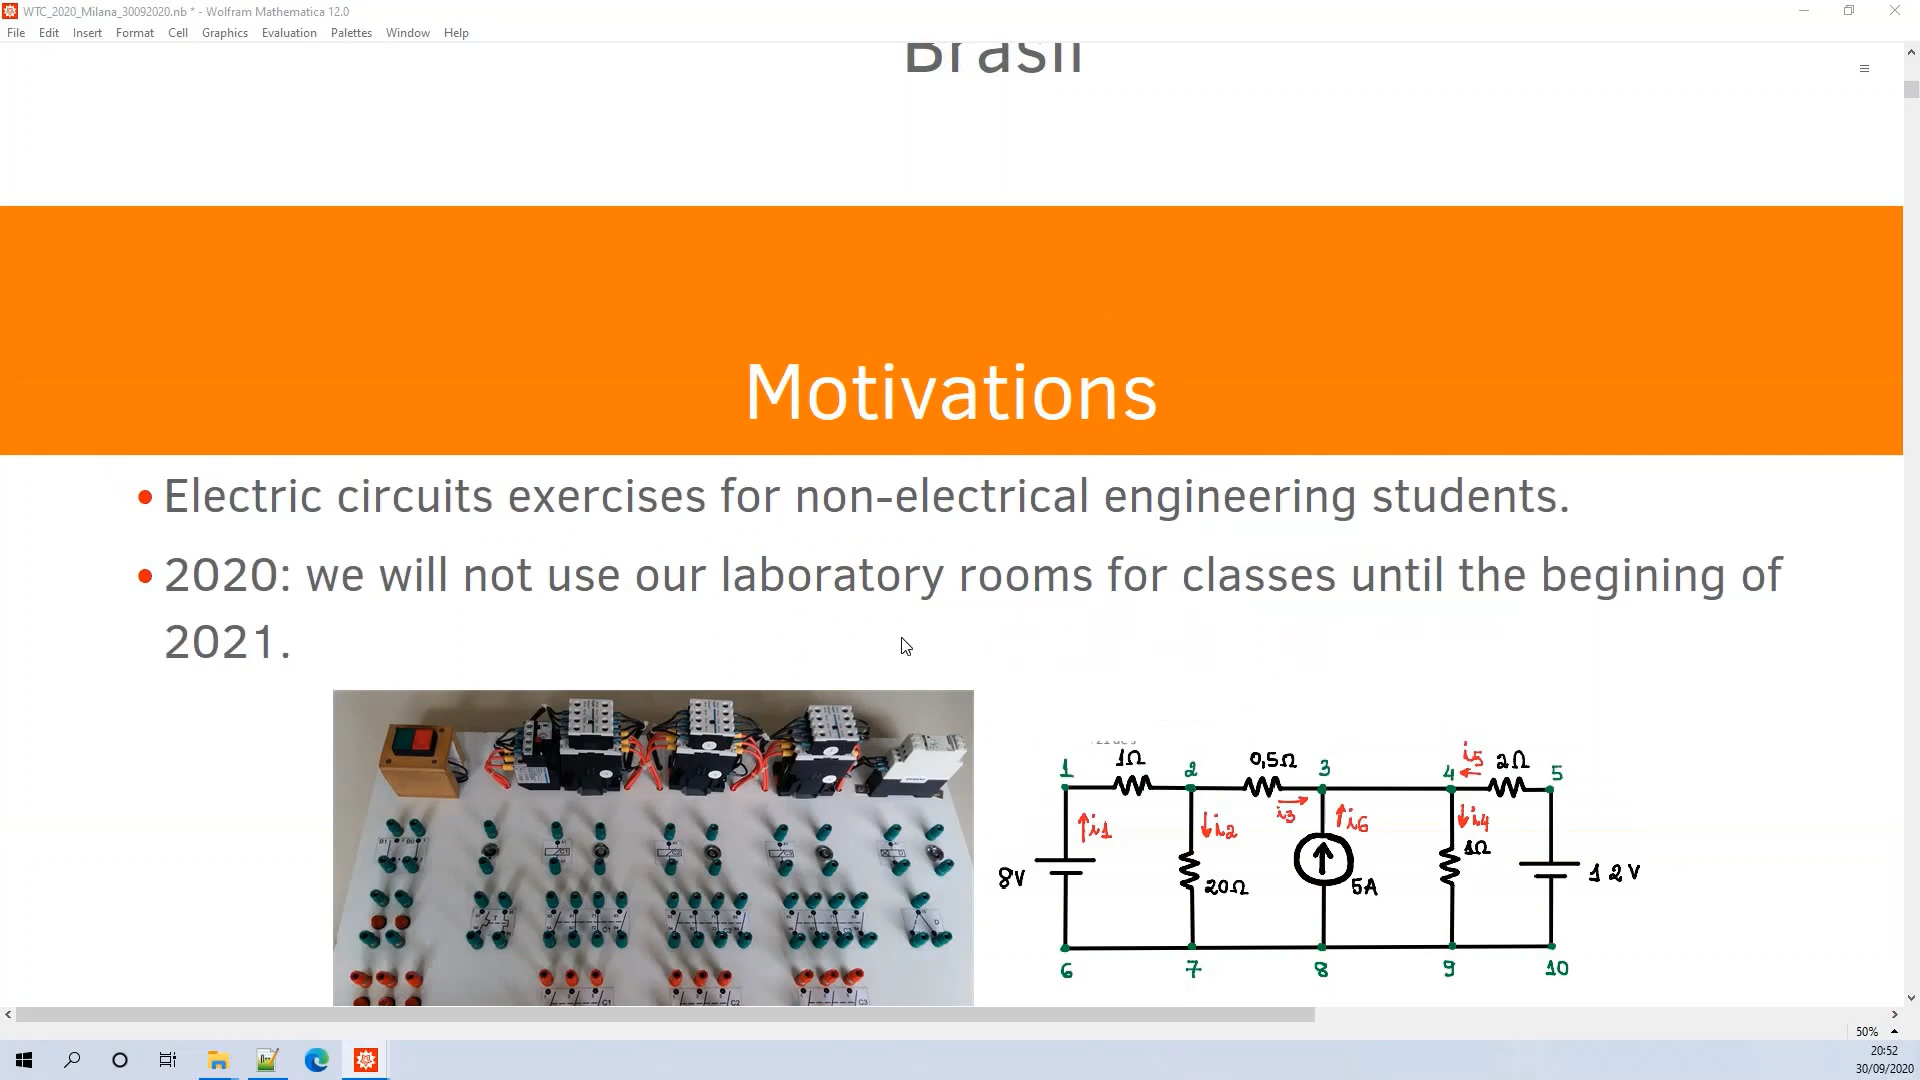 WTC_2020_Milana_30092020.nb * - Wolfram Mathematica 12.0
File Edit Insert Format Cell Graphics Evaluation Palettes Window Help
Brasil
Motivations
• Electric circuits exercises for non-electrical engineering students.
• 2020: we will not use our laboratory rooms for classes until the begining of
2021.
1 1Ω 2 0,5Ω 3 4 i5 2Ω 5
i1 i2 i3 i6 i4
8V 20Ω 5A 1Ω 12V
6 7 8 9 10
C1 C2 C3
50%
20:52
30/09/2020